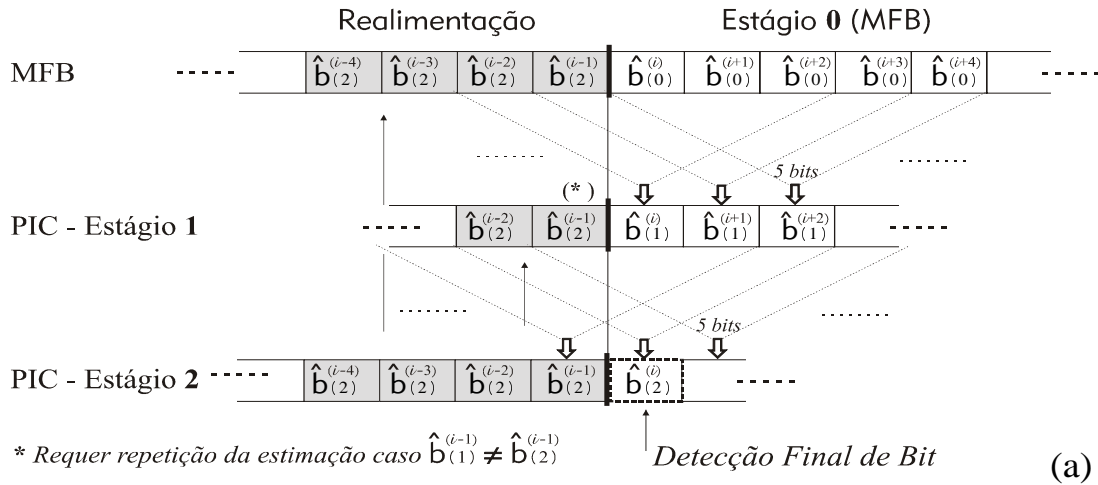 Realimentação Estágio 0 (MFB)
MFB b̂₍₂₎⁽ⁱ⁻⁴⁾ b̂₍₂₎⁽ⁱ⁻³⁾ b̂₍₂₎⁽ⁱ⁻²⁾ b̂₍₂₎⁽ⁱ⁻¹⁾ b̂₍₀₎⁽ⁱ⁾ b̂₍₀₎⁽ⁱ⁺¹⁾ b̂₍₀₎⁽ⁱ⁺²⁾ b̂₍₀₎⁽ⁱ⁺³⁾ b̂₍₀₎⁽ⁱ⁺⁴⁾
5 bits
(*)
PIC - Estágio 1 b̂₍₂₎⁽ⁱ⁻²⁾ b̂₍₂₎⁽ⁱ⁻¹⁾ b̂₍₁₎⁽ⁱ⁾ b̂₍₁₎⁽ⁱ⁺¹⁾ b̂₍₁₎⁽ⁱ⁺²⁾
5 bits
PIC - Estágio 2 b̂₍₂₎⁽ⁱ⁻⁴⁾ b̂₍₂₎⁽ⁱ⁻³⁾ b̂₍₂₎⁽ⁱ⁻²⁾ b̂₍₂₎⁽ⁱ⁻¹⁾ b̂₍₂₎⁽ⁱ⁾
* Requer repetição da estimação caso b̂₍₁₎⁽ⁱ⁻¹⁾ ≠ b̂₍₂₎⁽ⁱ⁻¹⁾ Detecção Final de Bit (a)